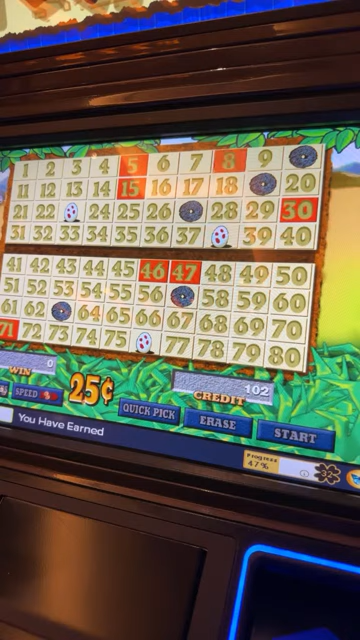 1 2 3 4 5 6 7 8 9
11 12 13 14 15 16 17 18 20
21 22 24 25 26 28 29 30
31 32 33 34 35 36 37 39 40
41 42 43 44 45 46 47 48 49 50
51 52 53 54 55 56 58 59 60
61 62 64 65 66 67 68 69 70
71 72 73 74 75 77 78 79 80
0
WIN
102
CREDIT
SPEED
25¢
QUICK PICK
ERASE
START
You Have Earned
Progress
47%